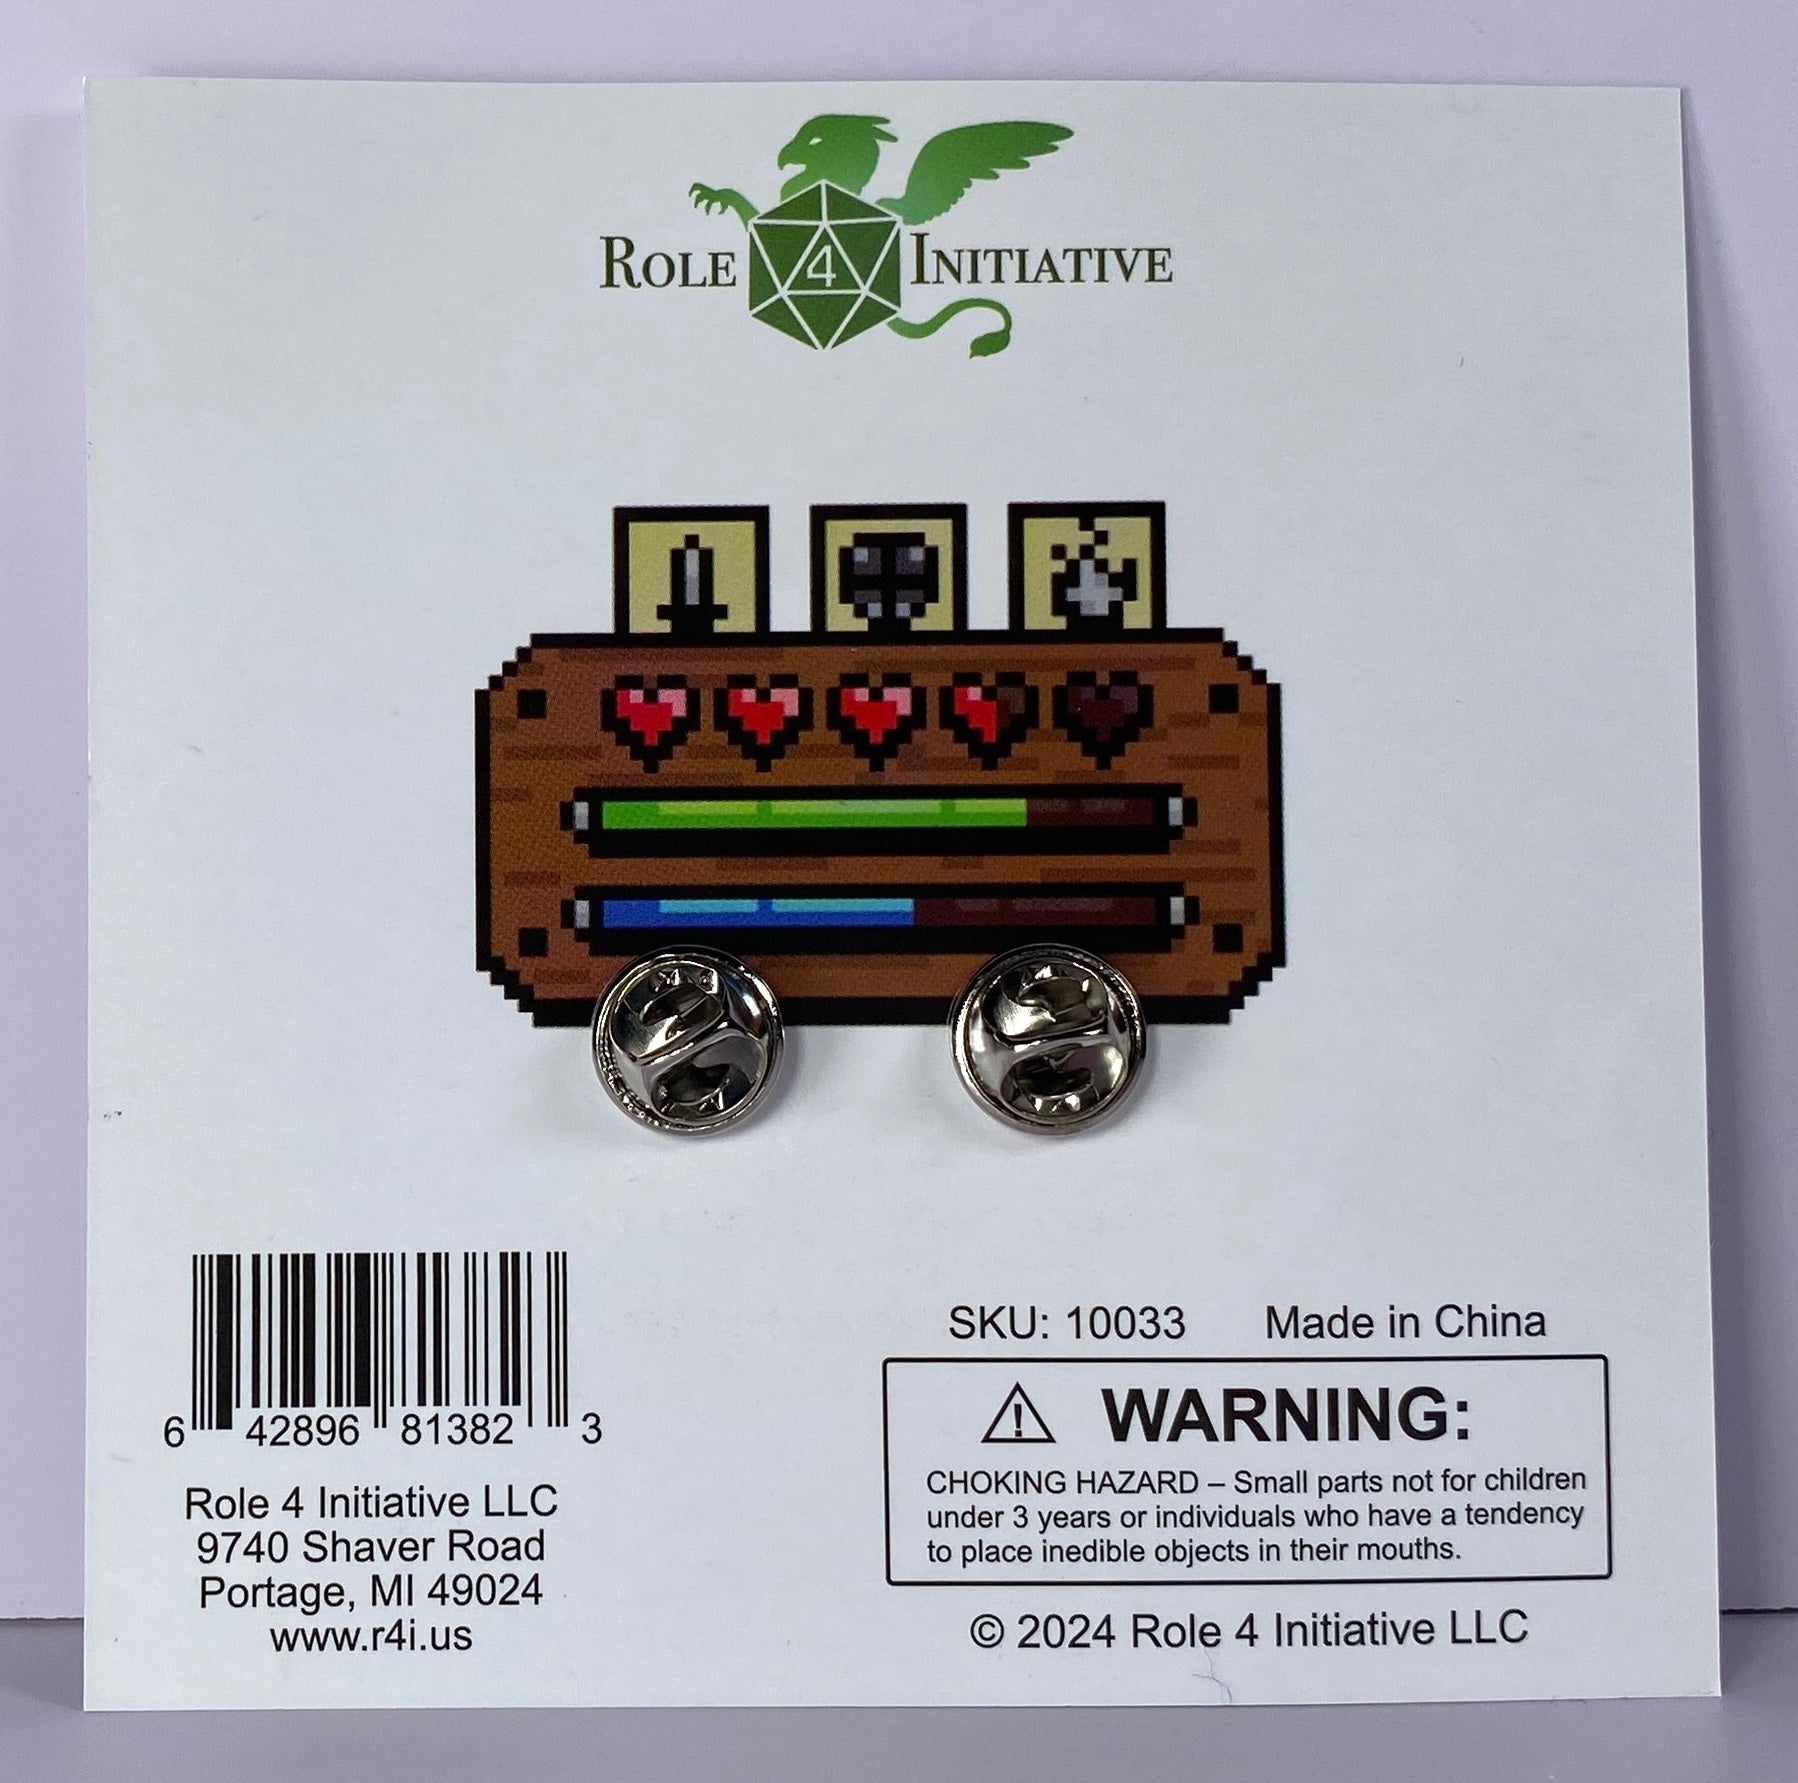 ROLE 4 INITIATIVE
SKU: 10033 Made in China
WARNING:
CHOKING HAZARD – Small parts not for children
under 3 years or individuals who have a tendency
to place inedible objects in their mouths.
© 2024 Role 4 Initiative LLC
6 42896 81382 3
Role 4 Initiative LLC
9740 Shaver Road
Portage, MI 49024
www.r4i.us